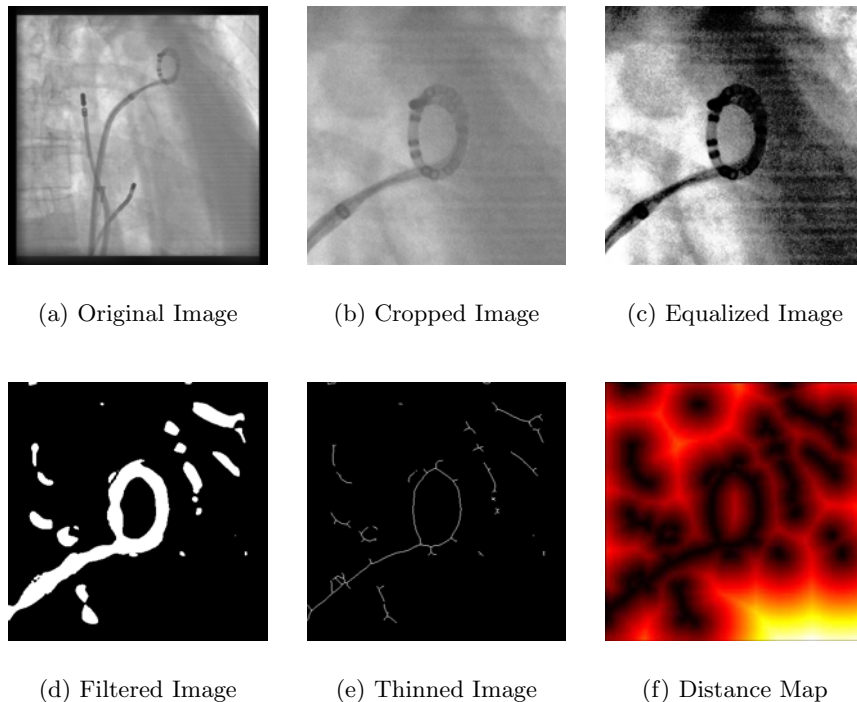 (a) Original Image (b) Cropped Image (c) Equalized Image
(d) Filtered Image (e) Thinned Image (f) Distance Map